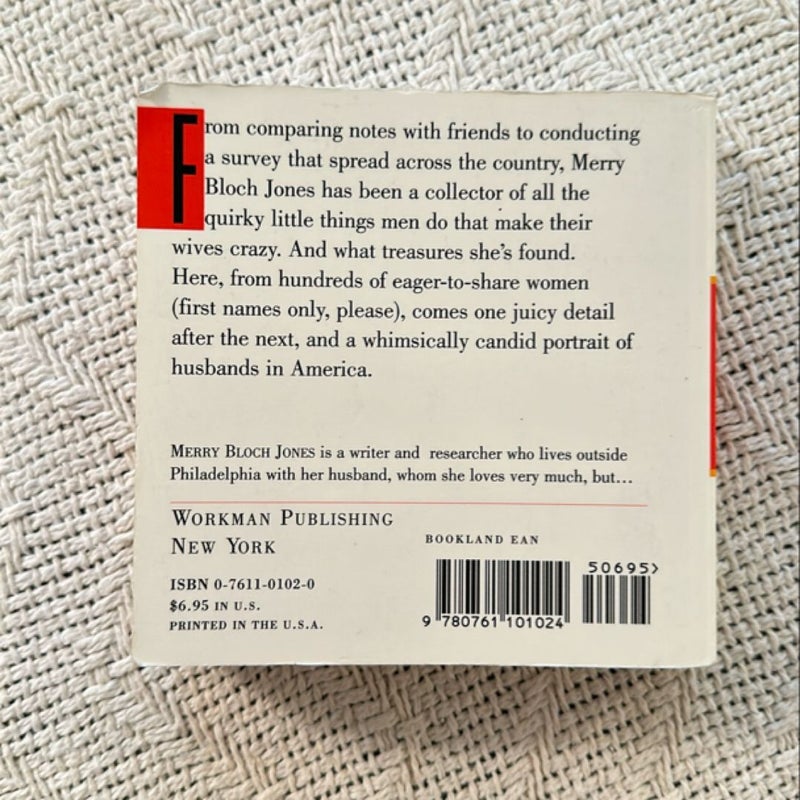 From comparing notes with friends to conducting
a survey that spread across the country, Merry
Bloch Jones has been a collector of all the
quirky little things men do that make their
wives crazy. And what treasures she's found.
Here, from hundreds of eager-to-share women
(first names only, please), comes one juicy detail
after the next, and a whimsically candid portrait of
husbands in America.
MERRY BLOCH JONES is a writer and researcher who lives outside
Philadelphia with her husband, whom she loves very much, but...
WORKMAN PUBLISHING
NEW YORK
ISBN 0-7611-0102-0
$6.95 IN U.S.
PRINTED IN THE U.S.A.
BOOKLAND EAN
50695>
9 780761 101024